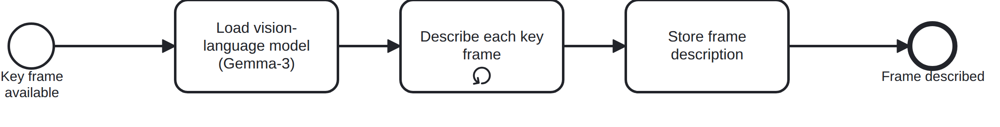 Key frame
available
Load vision-
language model
(Gemma-3)
Describe each key
frame
Store frame
description
Frame described